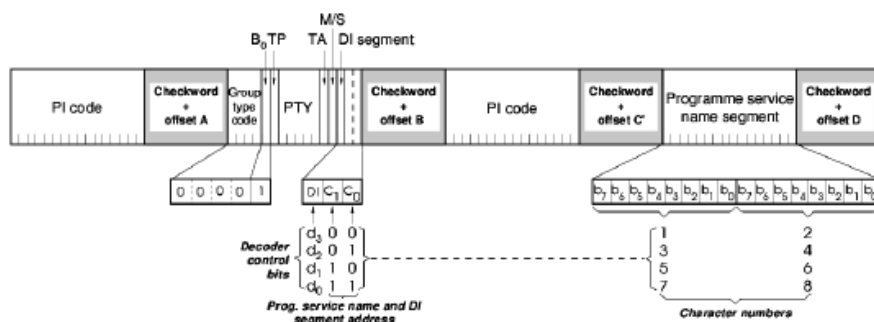 M/S
B₀ TP TA DI segment
PI code Checkword + offset A Group type code PTY Checkword + offset B PI code Checkword + offset C' Programme service name segment Checkword + offset D
0 0 0 0 1 DI C₁ C₀ b₇ b₆ b₅ b₄ b₃ b₂ b₁ b₀ b₇ b₆ b₅ b₄ b₃ b₂ b₁ b₀
Decoder control bits
d₃ 0 0 1 2
d₂ 0 1 3 4
d₁ 1 0 5 6
d₀ 1 1 7 8
Prog. service name and DI segment address
Character numbers